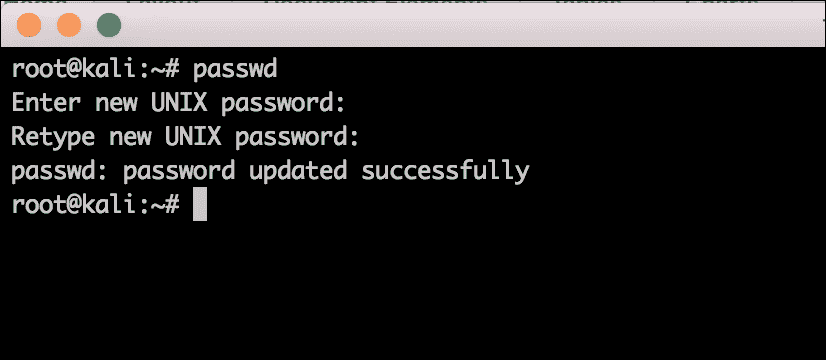 root@kali:~# passwd
Enter new UNIX password:
Retype new UNIX password:
passwd: password updated successfully
root@kali:~#